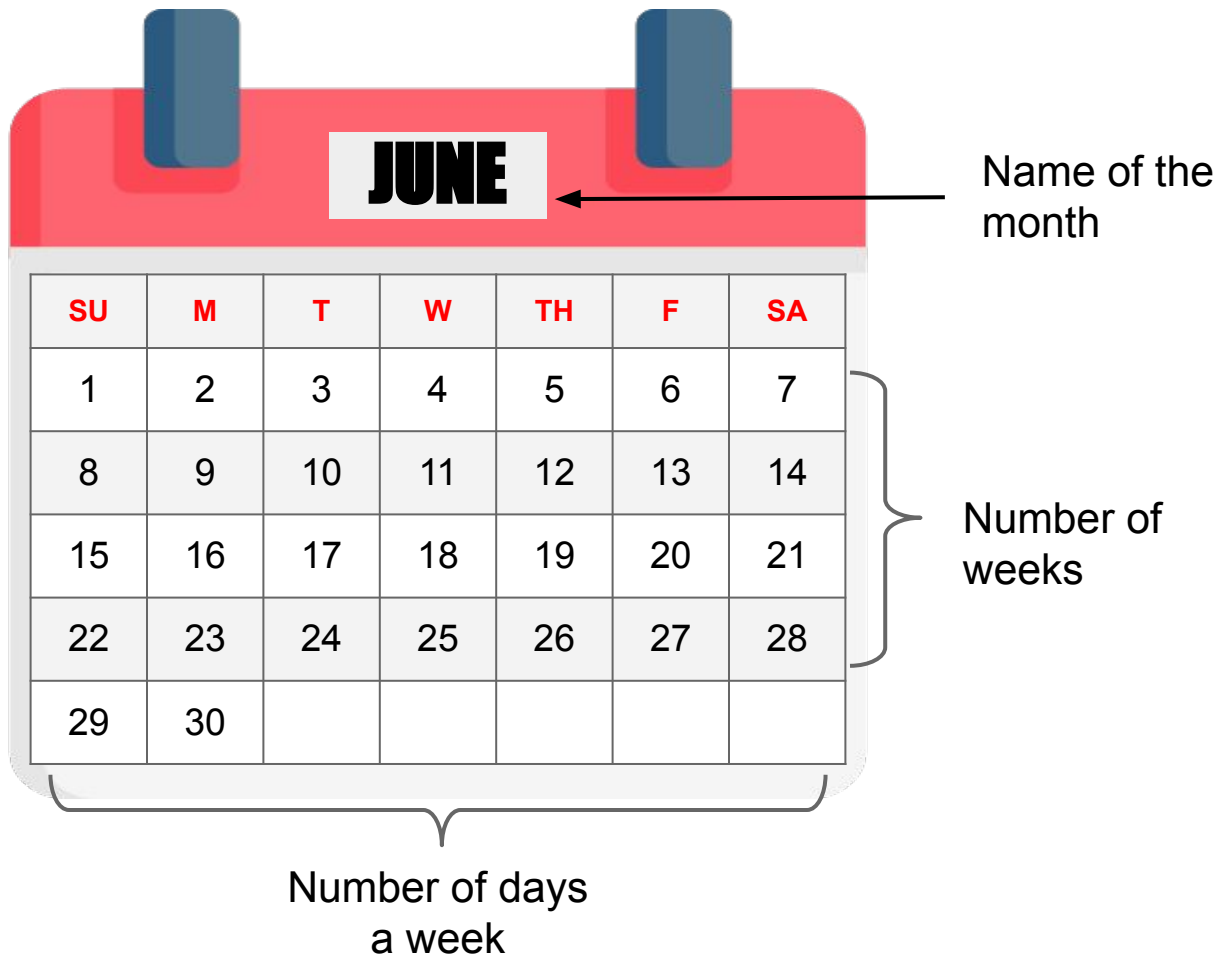 JUNE
Name of the
month
SU M T W TH F SA
1 2 3 4 5 6 7
8 9 10 11 12 13 14
15 16 17 18 19 20 21
22 23 24 25 26 27 28
29 30
Number of
weeks
Number of days
a week